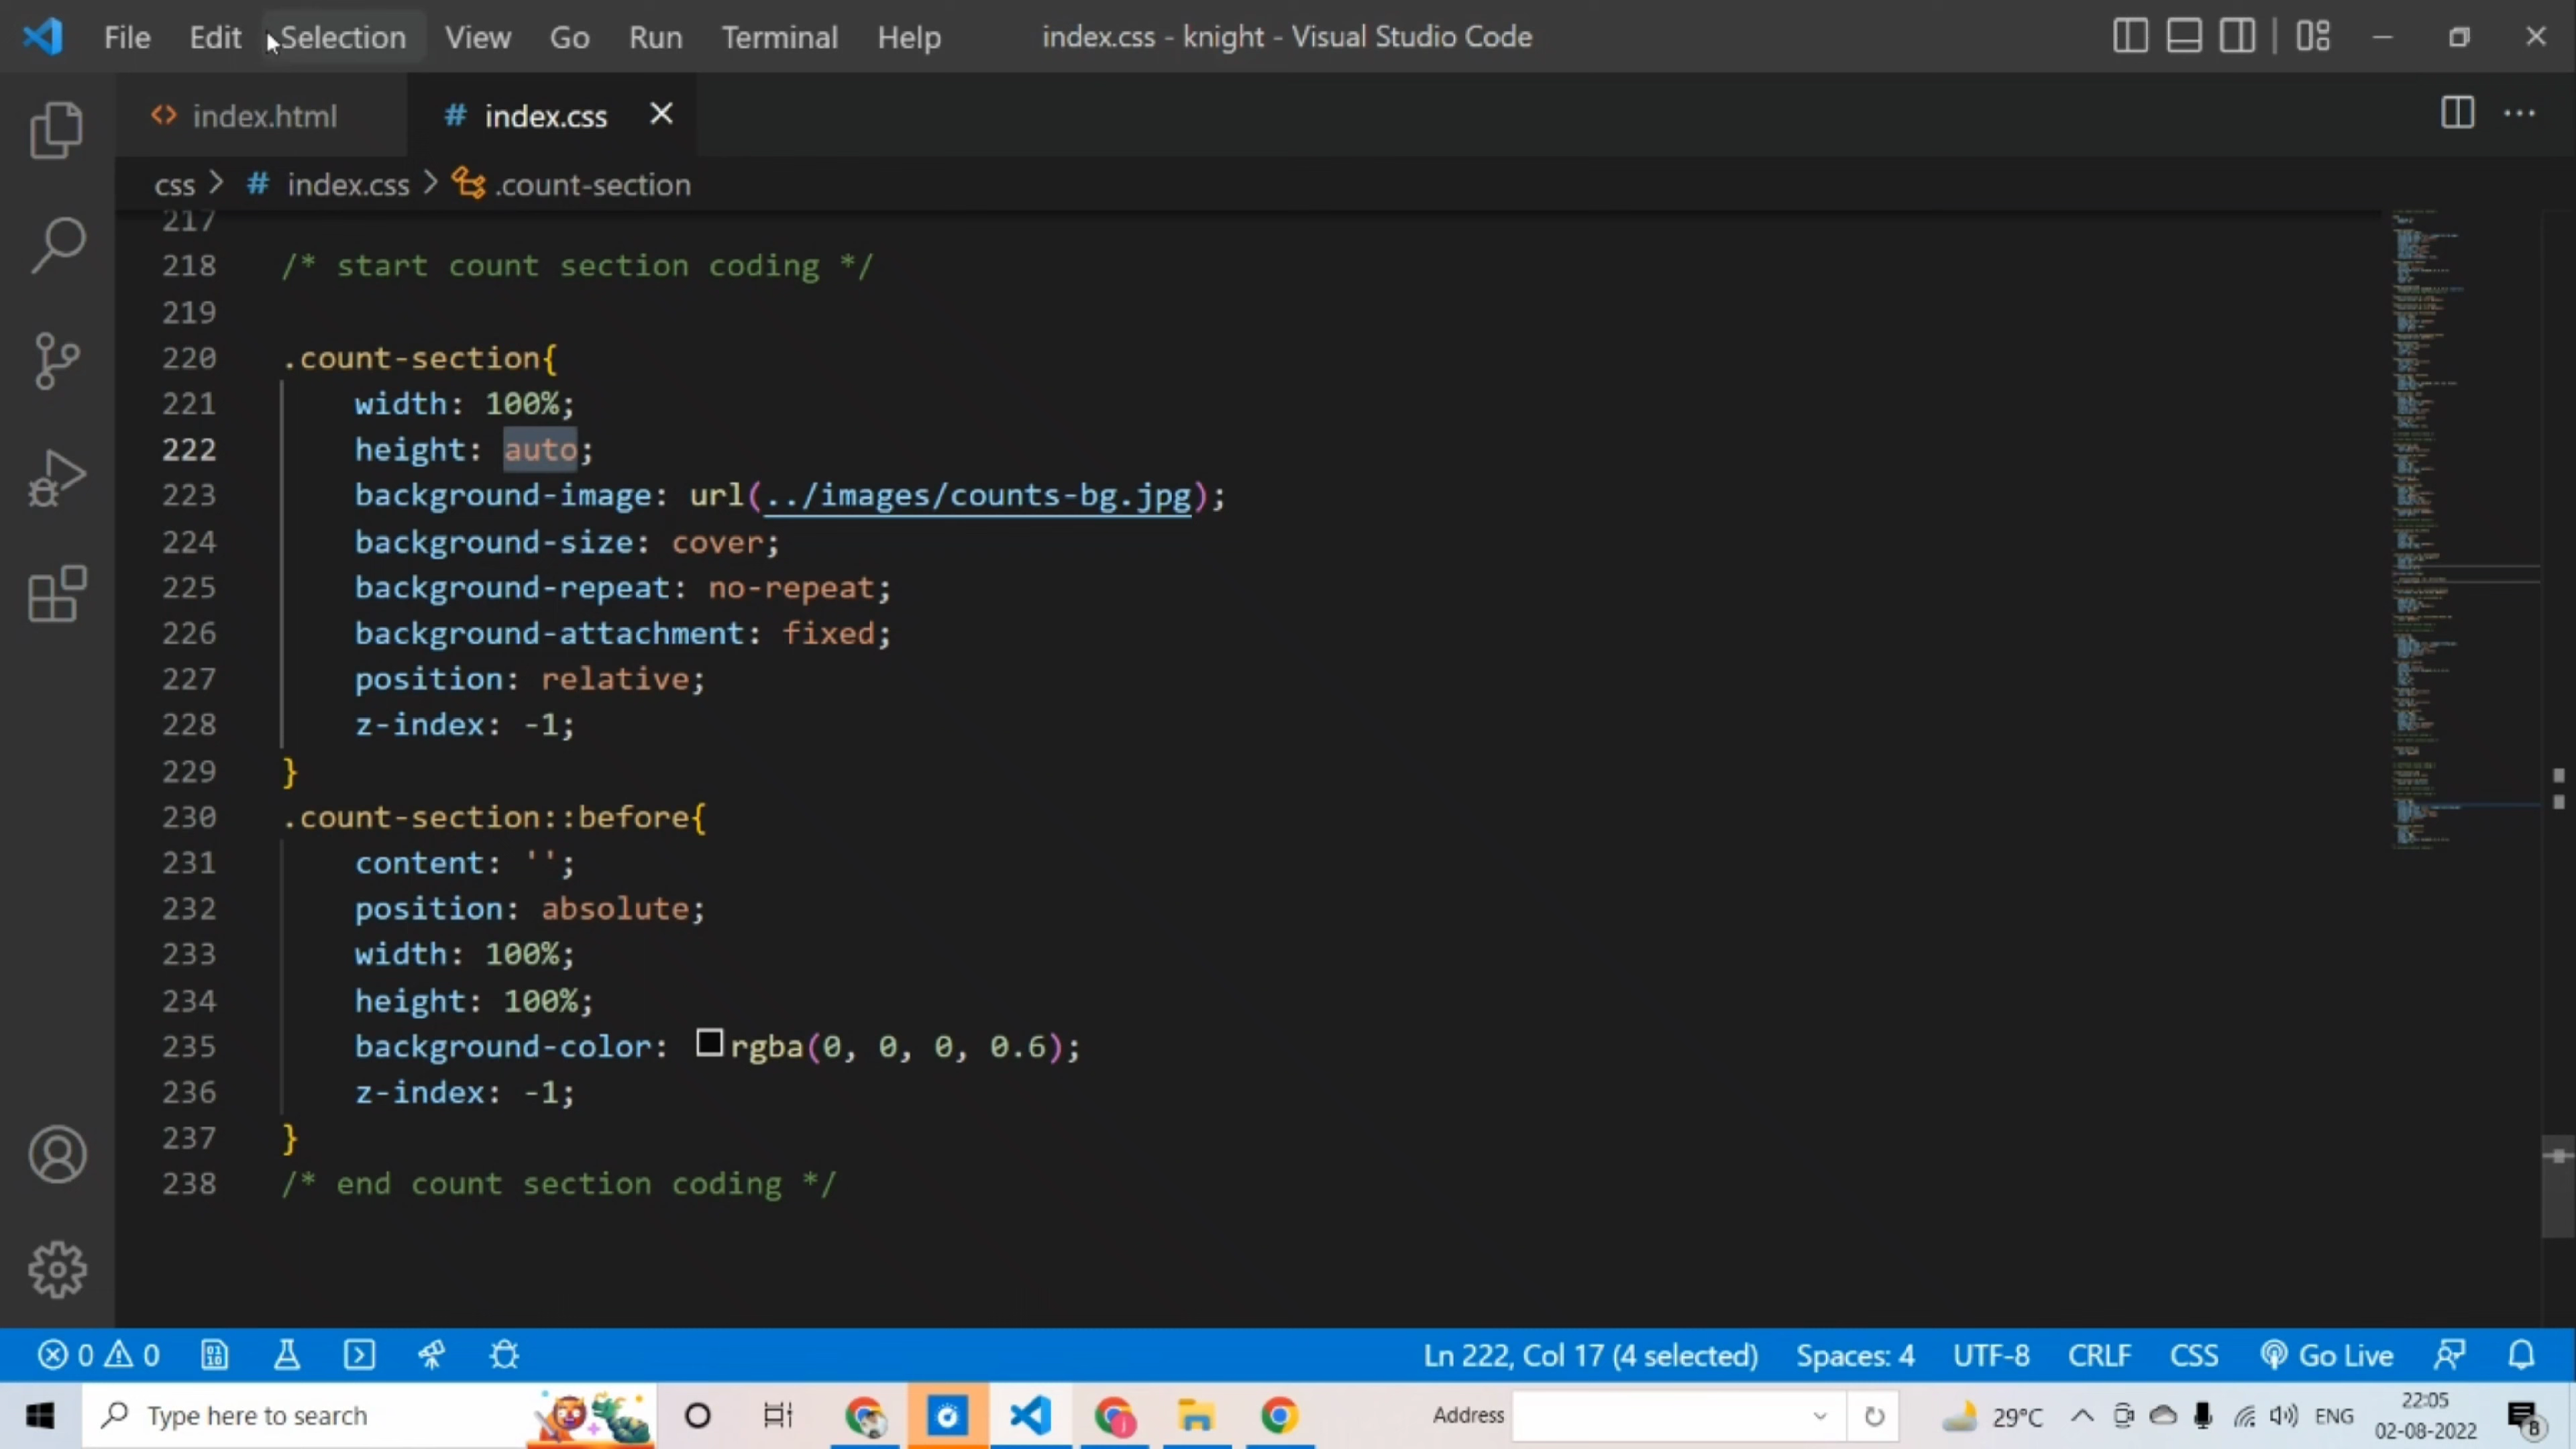 File Edit Selection View Go Run Terminal Help index.css - knight - Visual Studio Code
index.html # index.css
css > # index.css > .count-section
217
218 /* start count section coding */
219
220 .count-section{
221 width: 100%;
222 height: auto;
223 background-image: url(../images/counts-bg.jpg);
224 background-size: cover;
225 background-repeat: no-repeat;
226 background-attachment: fixed;
227 position: relative;
228 z-index: -1;
229 }
230 .count-section::before{
231 content: '';
232 position: absolute;
233 width: 100%;
234 height: 100%;
235 background-color: rgba(0, 0, 0, 0.6);
236 z-index: -1;
237 }
238 /* end count section coding */
0 0 Ln 222, Col 17 (4 selected) Spaces: 4 UTF-8 CRLF CSS Go Live
Type here to search Address 29°C ENG 22:05
02-08-2022 8